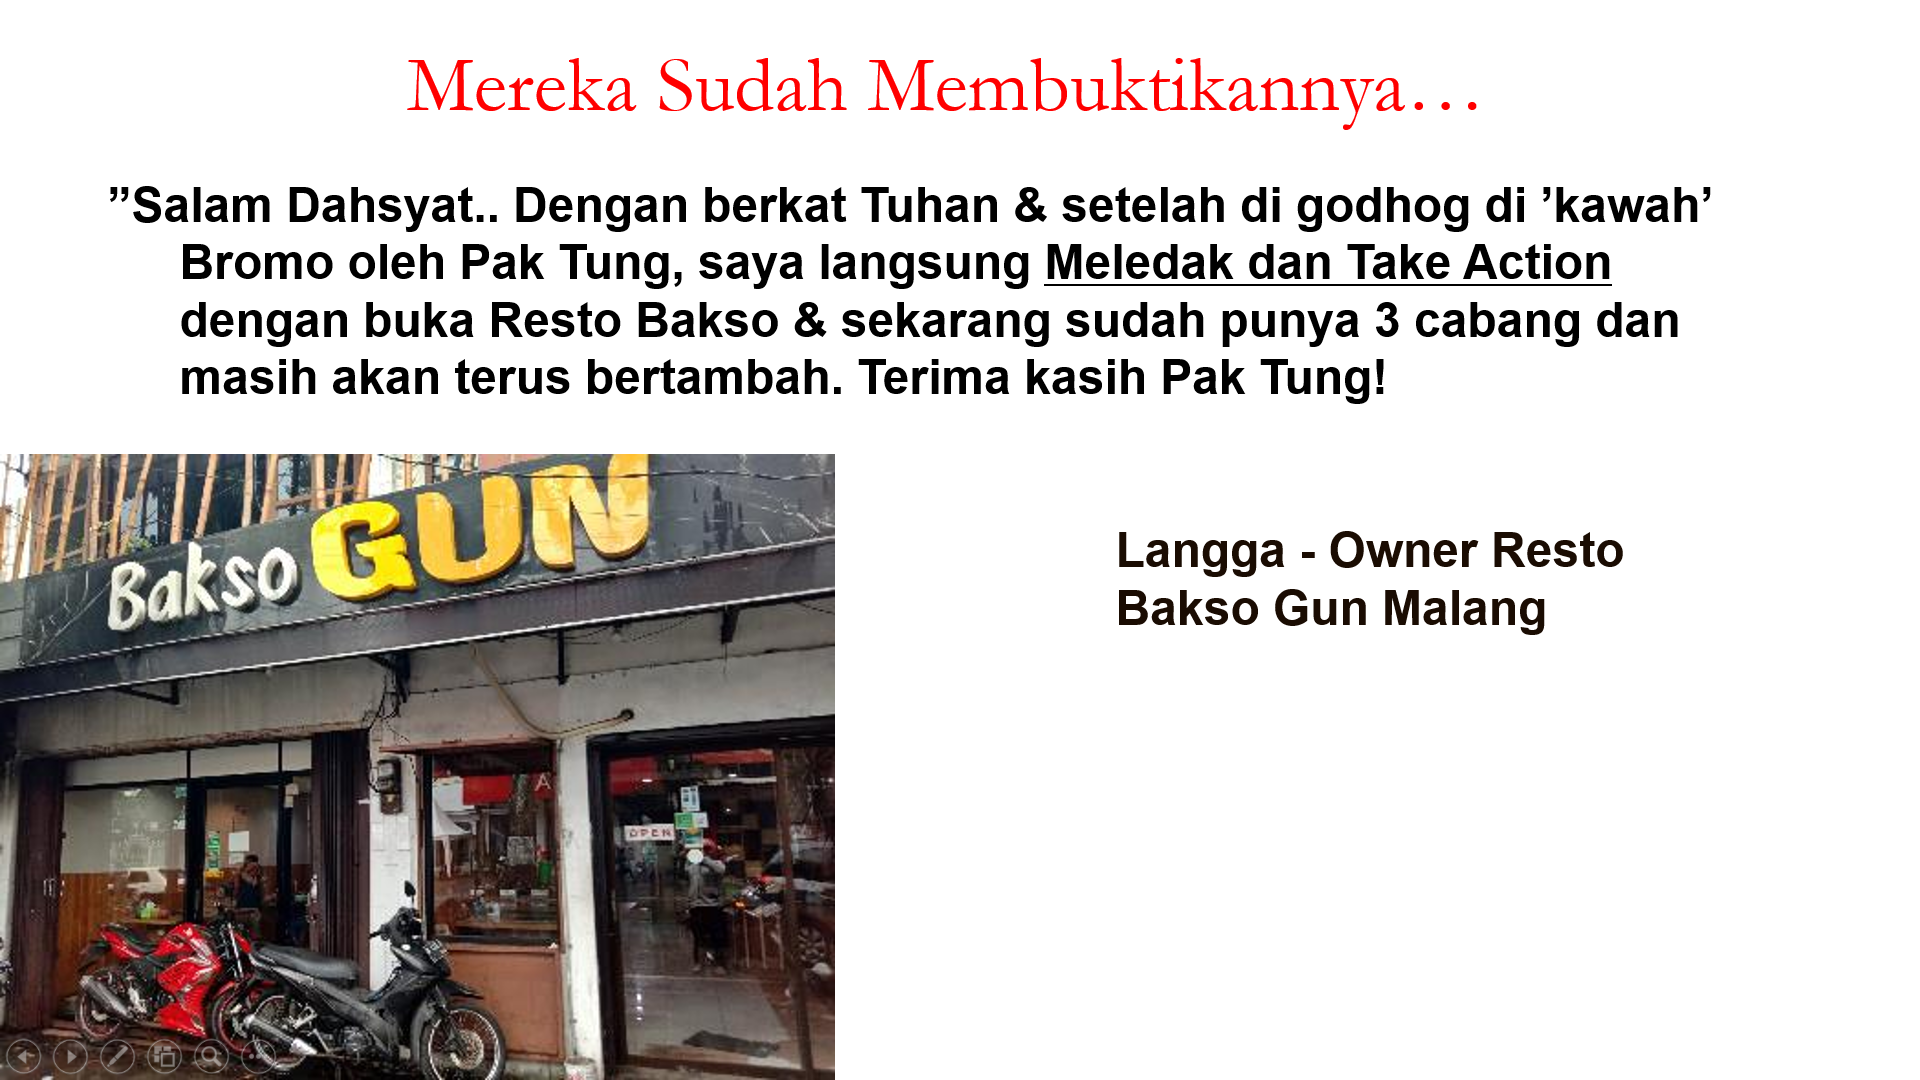 Mereka Sudah Membuktikannya…
”Salam Dahsyat.. Dengan berkat Tuhan & setelah di godhog di ’kawah’
Bromo oleh Pak Tung, saya langsung Meledak dan Take Action
dengan buka Resto Bakso & sekarang sudah punya 3 cabang dan
masih akan terus bertambah. Terima kasih Pak Tung!
Bakso GUN
Langga - Owner Resto
Bakso Gun Malang
A
OPEN